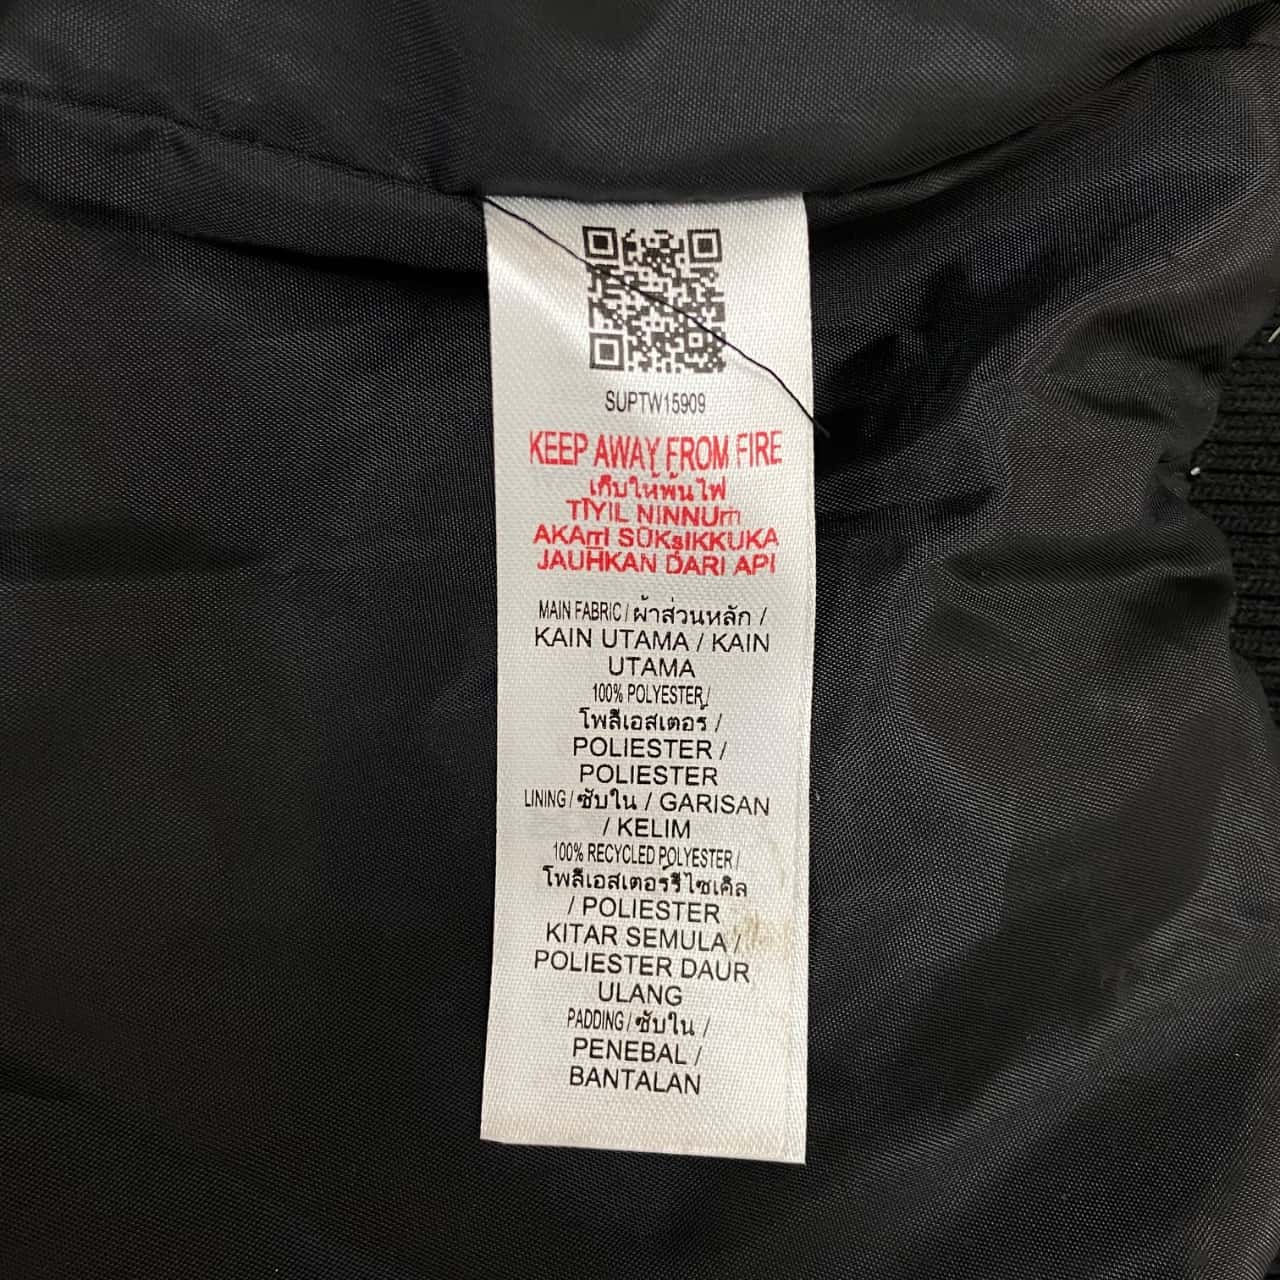 SUPTW15909
KEEP AWAY FROM FIRE
เก็บให้พ้นไฟ
TĪYIL NINNUṁ
AKAṁ SŪKṣIKKUKA
JAUHKAN DARI API
MAIN FABRIC / ผ้าส่วนหลัก /
KAIN UTAMA / KAIN
UTAMA
100% POLYESTER /
โพลีเอสเตอร์ /
POLIESTER /
POLIESTER
LINING / ซับใน / GARISAN
/ KELIM
100% RECYCLED POLYESTER /
โพลีเอสเตอร์รีไซเคิล
/ POLIESTER
KITAR SEMULA /
POLIESTER DAUR
ULANG
PADDING / ซับใน /
PENEBAL /
BANTALAN